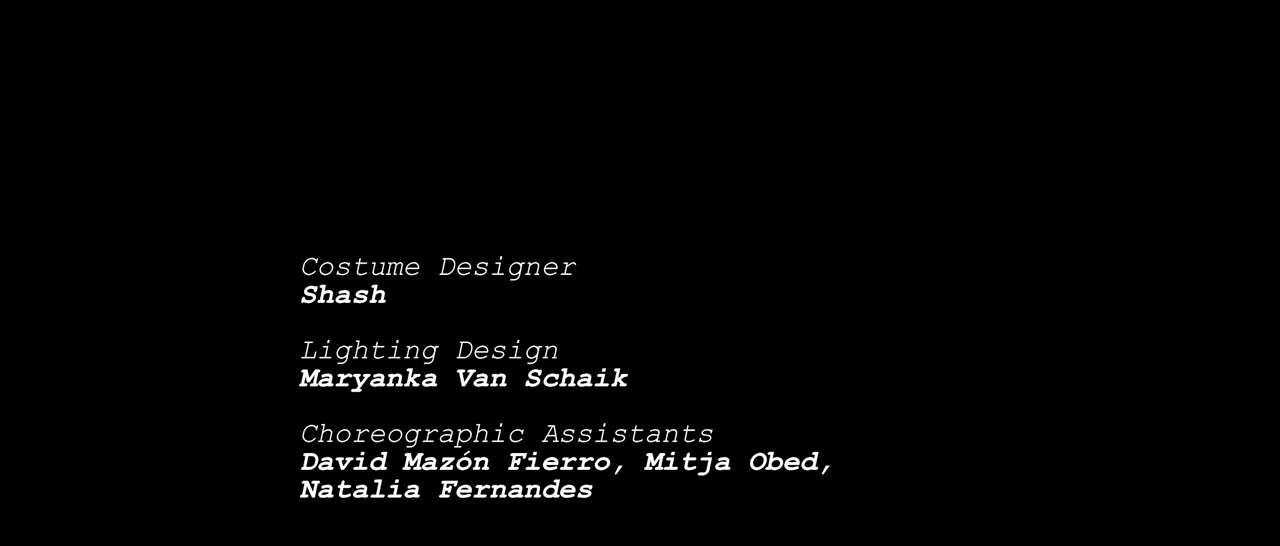 Costume Designer
Shash
Lighting Design
Maryanka Van Schaik
Choreographic Assistants
David Mazón Fierro, Mitja Obed,
Natalia Fernandes